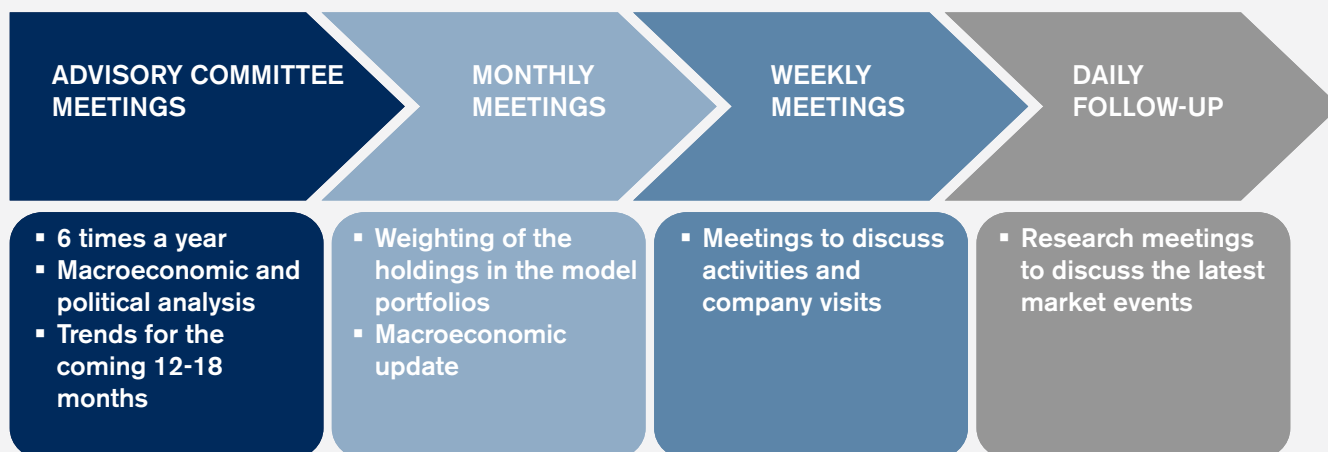 ADVISORY COMMITTEE
MEETINGS
MONTHLY
MEETINGS
WEEKLY
MEETINGS
DAILY
FOLLOW-UP
▪ 6 times a year
▪ Macroeconomic and
political analysis
▪ Trends for the
coming 12-18
months
▪ Weighting of the
holdings in the model
portfolios
▪ Macroeconomic
update
▪ Meetings to discuss
activities and
company visits
▪ Research meetings
to discuss the latest
market events